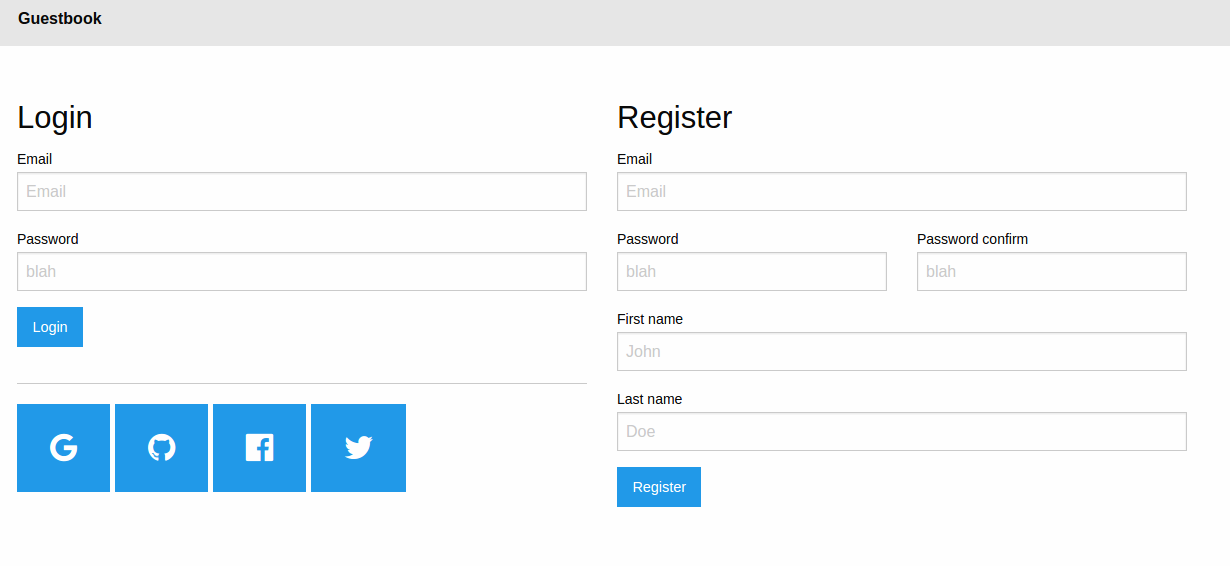 Guestbook
Login
Email
Email
Password
blah
Login
Register
Email
Email
Password Password confirm
blah blah
First name
John
Last name
Doe
Register